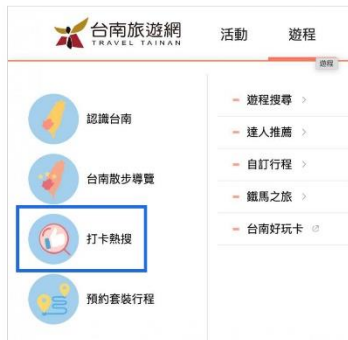 台南旅遊網
TRAVEL TAINAN
活動
遊程
遊程
認識台南
台南散步導覽
打卡熱搜
預約套裝行程
遊程搜尋
達人推薦
自訂行程
鐵馬之旅
台南好玩卡